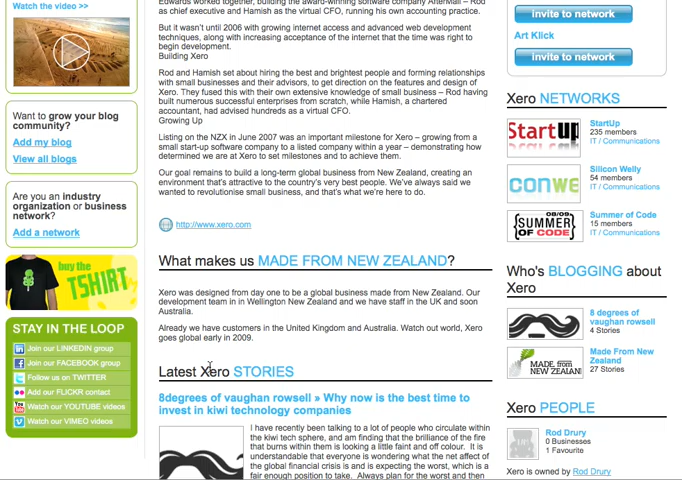 Watch the video >>
Want to grow your blog
community?
Add my blog
View all blogs
Are you an industry
organization or business
network?
Add a network
buy the
TSHIRT
STAY IN THE LOOP
Join our LINKEDIN group
Join our FACEBOOK group
Follow us on TWITTER
Add our FLICKR contact
Watch our YOUTUBE videos
Watch our VIMEO videos
Edwards worked together, building the award-winning software company AfterMail – Rod
as chief executive and Hamish as the virtual CFO, running his own accounting practice.
But it wasn't until 2006 with growing internet access and advanced web development
techniques, along with increasing acceptance of the internet that the time was right to
begin development.
Building Xero
Rod and Hamish set about hiring the best and brightest people and forming relationships
with small businesses and their advisors, to get direction on the features and design of
Xero. They fused this with their own extensive knowledge of small business – Rod having
built numerous successful enterprises from scratch, while Hamish, a chartered
accountant, had advised hundreds as a virtual CFO.
Growing Up
Listing on the NZX in June 2007 was an important milestone for Xero – growing from a
small start-up software company to a listed company within a year – demonstrating how
determined we are at Xero to set milestones and to achieve them.
Our goal remains to build a long-term global business from New Zealand, creating an
environment that's attractive to the country's very best people. We've always said we
wanted to revolutionise small business, and that's what we're here to do.
http://www.xero.com
What makes us MADE FROM NEW ZEALAND?
Xero was designed from day one to be a global business made from New Zealand. Our
development team in in Wellington New Zealand and we have staff in the UK and soon
Australia.
Already we have customers in the United Kingdom and Australia. Watch out world, Xero
goes global early in 2009.
Latest Xero STORIES
8degrees of vaughan rowsell » Why now is the best time to
invest in kiwi technology companies
I have recently been talking to a lot of people who circulate within
the kiwi tech sphere, and am finding that the brilliance of the fire
that burns within them is looking a little faint and off colour. It is
understandable that everyone is wondering what the net affect of
the global financial crisis is and is expecting the worst, which is a
fair enough position to take. Always plan for the worst and then
invite to network
Art Klick
invite to network
Xero NETWORKS
Startup
StartUp
235 members
IT / Communications
CONWE
Silicon Welly
54 members
IT / Communications
08/09
SUMMER
OF CODE
Summer of Code
15 members
IT / Communications
Who's BLOGGING about
Xero
8 degrees of
vaughan rowsell
4 Stories
MADE, from
NEW ZEALAND
Made From New
Zealand
27 Stories
Xero PEOPLE
Rod Drury
0 Businesses
1 Favourite
Xero is owned by Rod Drury